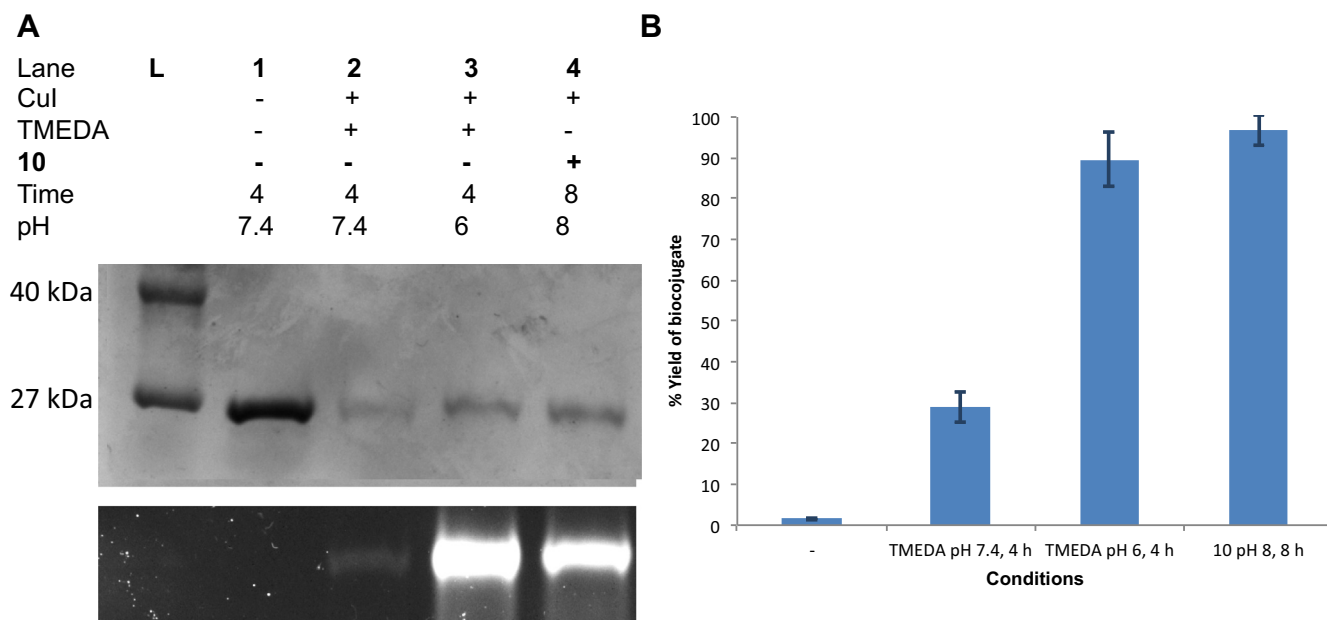 A
Lane L 1 2 3 4
CuI - + + +
TMEDA - + + -
10 - - - +
Time 4 4 4 8
pH 7.4 7.4 6 8
40 kDa
27 kDa
B
% Yield of biocojugate
100
90
80
70
60
50
40
30
20
10
0
- TMEDA pH 7.4, 4 h TMEDA pH 6, 4 h 10 pH 8, 8 h
Conditions